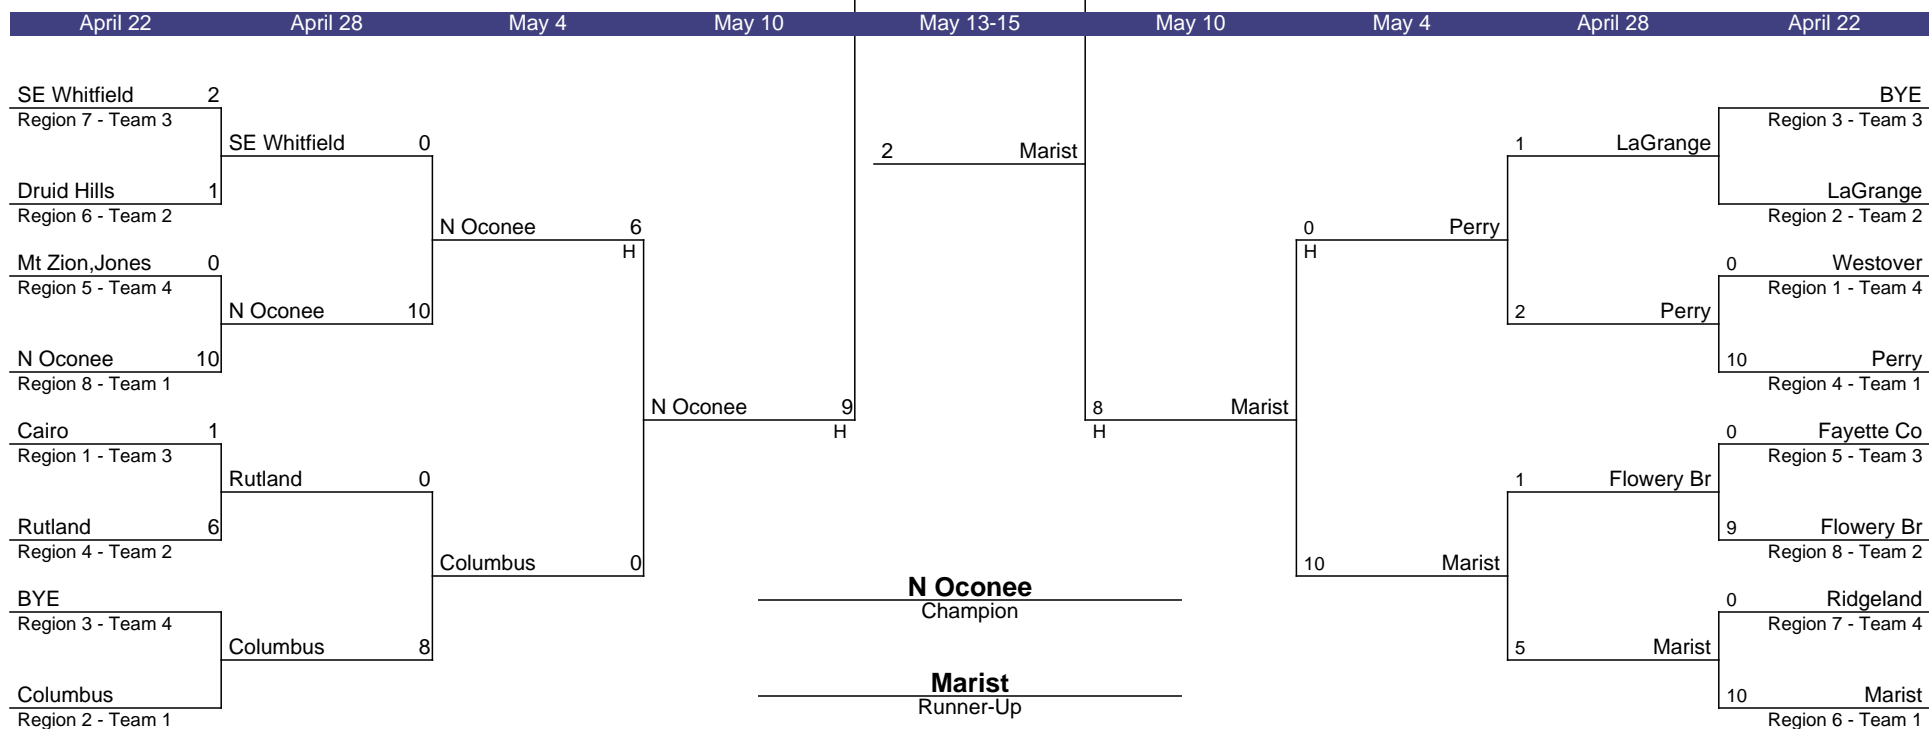 April 22 April 28 May 4 May 10 May 13-15 May 10 May 4 April 28 April 22
SE Whitfield 2
Region 7 - Team 3
SE Whitfield 0
Druid Hills 1
Region 6 - Team 2
N Oconee 6
H
Mt Zion,Jones 0
Region 5 - Team 4
N Oconee 10
N Oconee 10
Region 8 - Team 1
N Oconee 9
H
Cairo 1
Region 1 - Team 3
Rutland 0
Rutland 6
Region 4 - Team 2
Columbus 0
BYE
Region 3 - Team 4
Columbus 8
Columbus
Region 2 - Team 1
2 Marist
N Oconee
Champion
Marist
Runner-Up
8 Marist
H
0 Perry
H
10 Marist
1 LaGrange
2 Perry
1 Flowery Br
5 Marist
BYE
Region 3 - Team 3
LaGrange
Region 2 - Team 2
0 Westover
Region 1 - Team 4
10 Perry
Region 4 - Team 1
0 Fayette Co
Region 5 - Team 3
9 Flowery Br
Region 8 - Team 2
0 Ridgeland
Region 7 - Team 4
10 Marist
Region 6 - Team 1